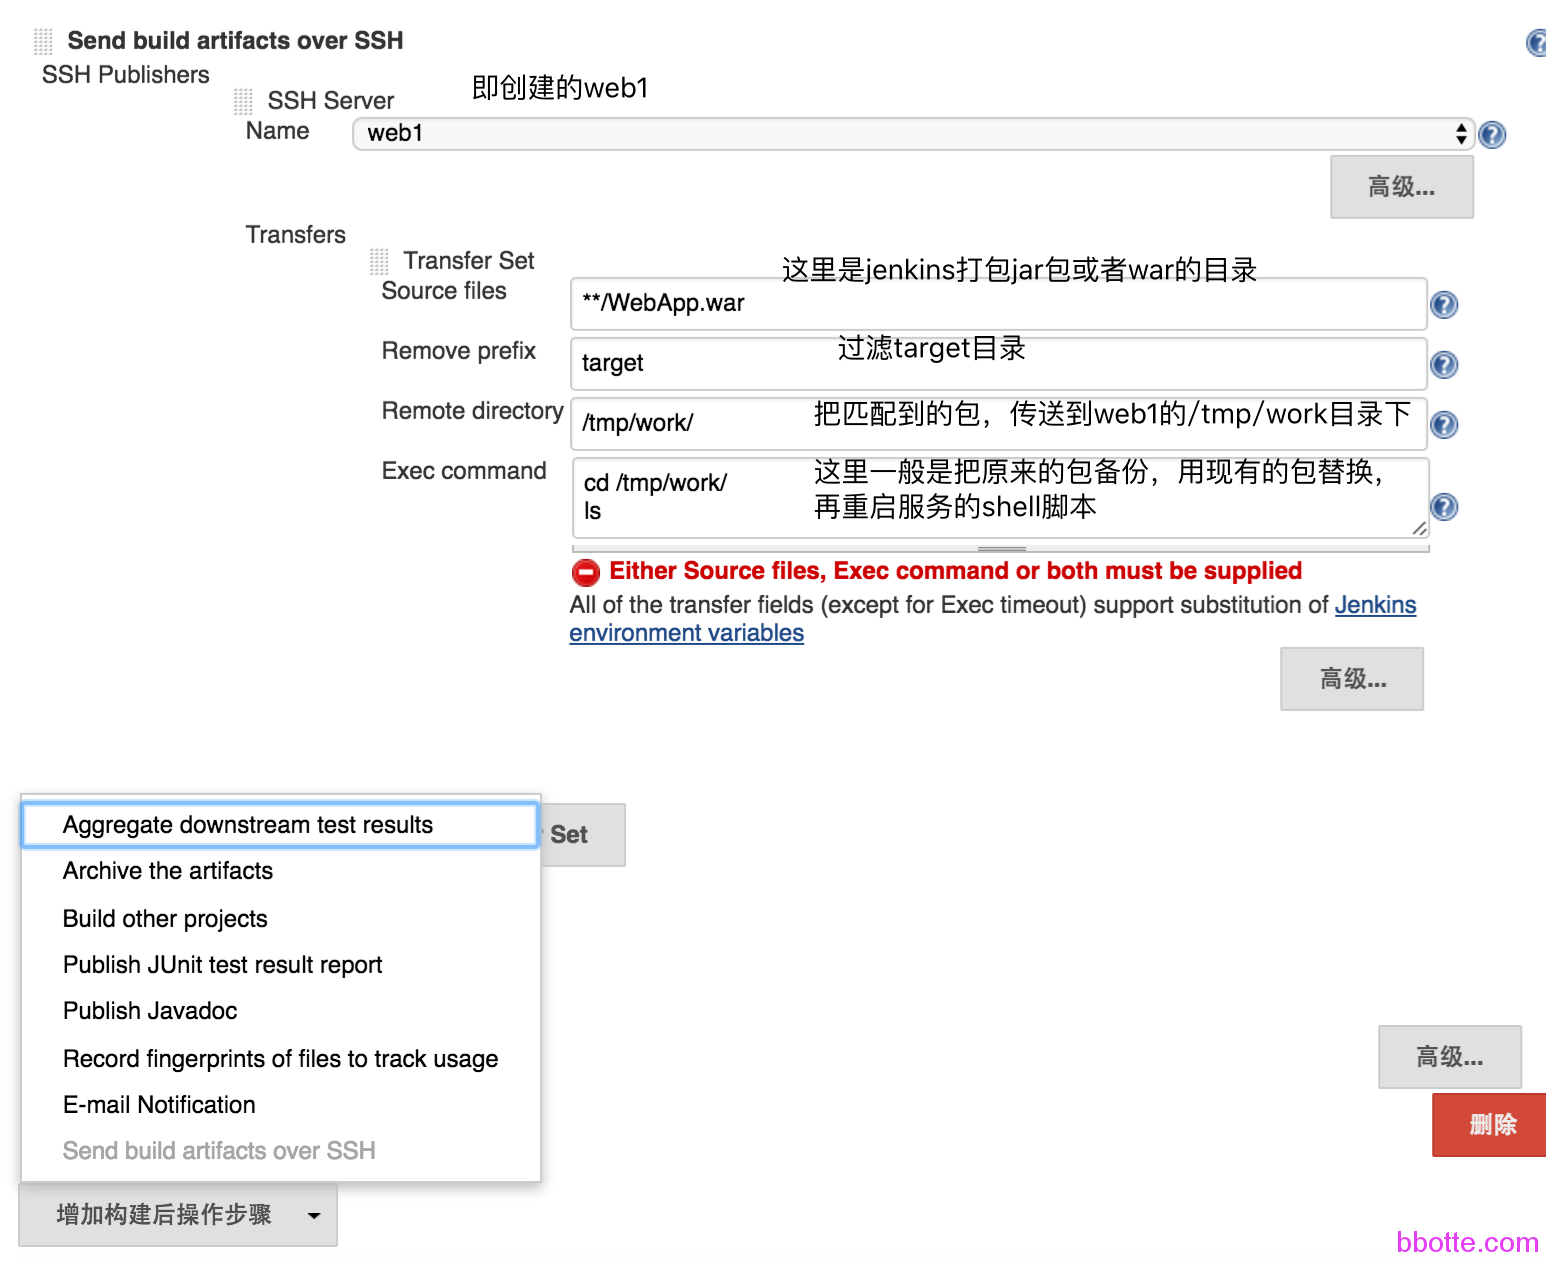 Send build artifacts over SSH
SSH Publishers
即创建的web1
SSH Server
Name
web1
高级...
Transfers
Transfer Set
这里是jenkins打包jar包或者war的目录
Source files
**/WebApp.war
Remove prefix
target
过滤target目录
Remote directory
/tmp/work/
把匹配到的包，传送到web1的/tmp/work目录下
Exec command
cd /tmp/work/
ls
这里一般是把原来的包备份，用现有的包替换，
再重启服务的shell脚本
Either Source files, Exec command or both must be supplied
All of the transfer fields (except for Exec timeout) support substitution of Jenkins
environment variables
高级...
Set
Aggregate downstream test results
Archive the artifacts
Build other projects
Publish JUnit test result report
Publish Javadoc
Record fingerprints of files to track usage
E-mail Notification
Send build artifacts over SSH
高级...
删除
增加构建后操作步骤
bbotte.com